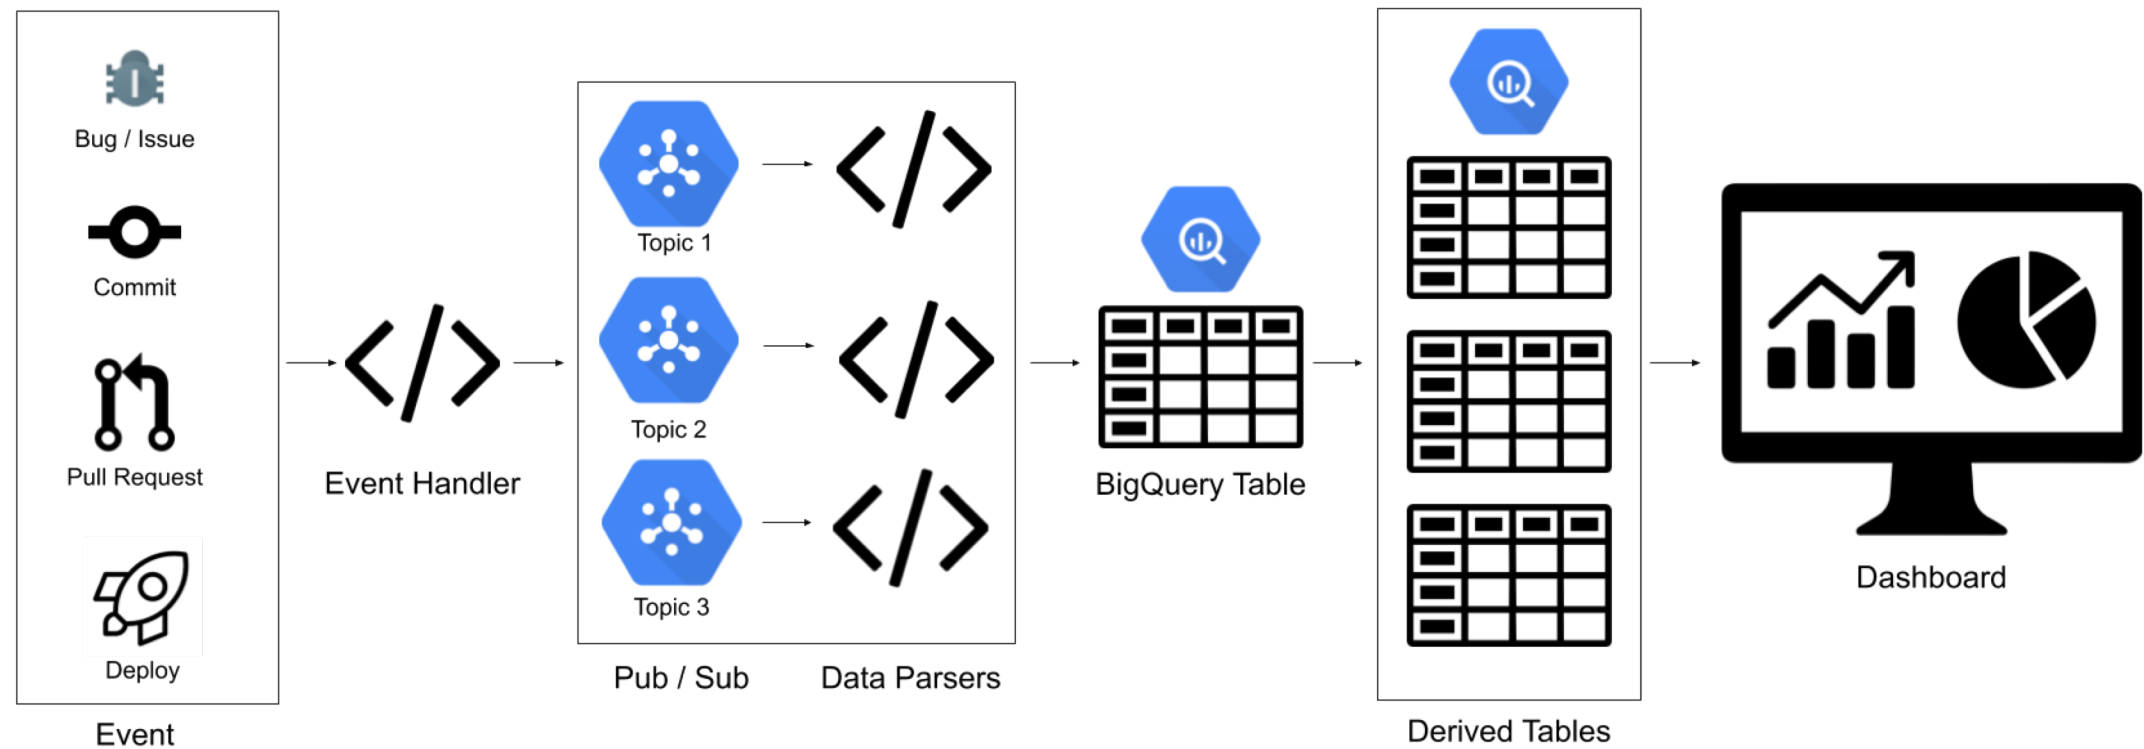 Bug / Issue
Commit
Pull Request
Deploy
Event
Event Handler
Topic 1
Topic 2
Topic 3
Pub / Sub
Data Parsers
BigQuery Table
Derived Tables
Dashboard